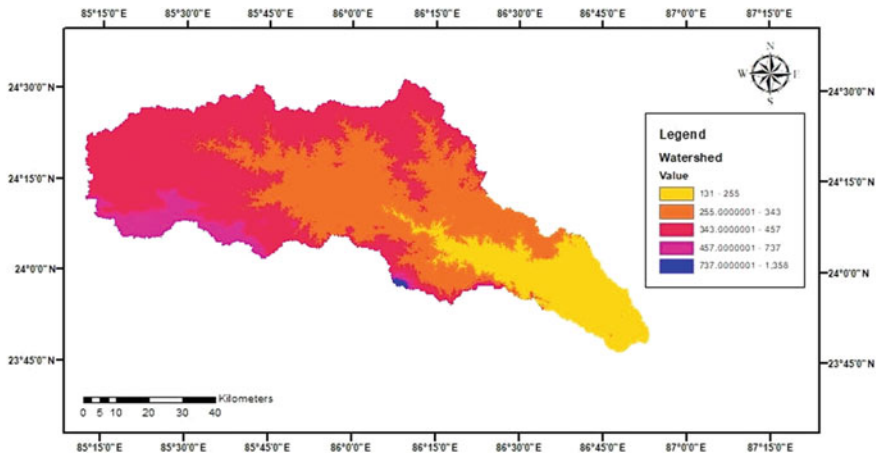 85°15'0"E 85°30'0"E 85°45'0"E 86°0'0"E 86°15'0"E 86°30'0"E 86°45'0"E 87°0'0"E 87°15'0"E
N
W E
S
24°30'0"N 24°30'0"N
Legend
Watershed
Value
131 - 255
255.0000001 - 343
343.0000001 - 457
457.0000001 - 737
737.0000001 - 1,358
24°15'0"N 24°15'0"N
24°0'0"N 24°0'0"N
23°45'0"N 23°45'0"N
Kilometers
0 5 10 20 30 40
85°15'0"E 85°30'0"E 85°45'0"E 86°0'0"E 86°15'0"E 86°30'0"E 86°45'0"E 87°0'0"E 87°15'0"E